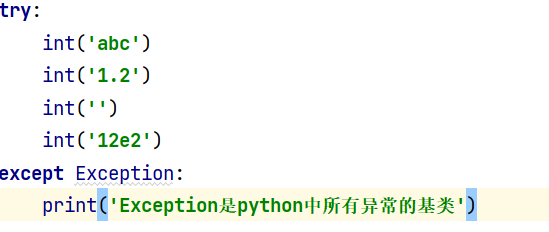 try:
    int('abc')
    int('1.2')
    int('')
    int('12e2')
except Exception:
    print('Exception是python中所有异常的基类')